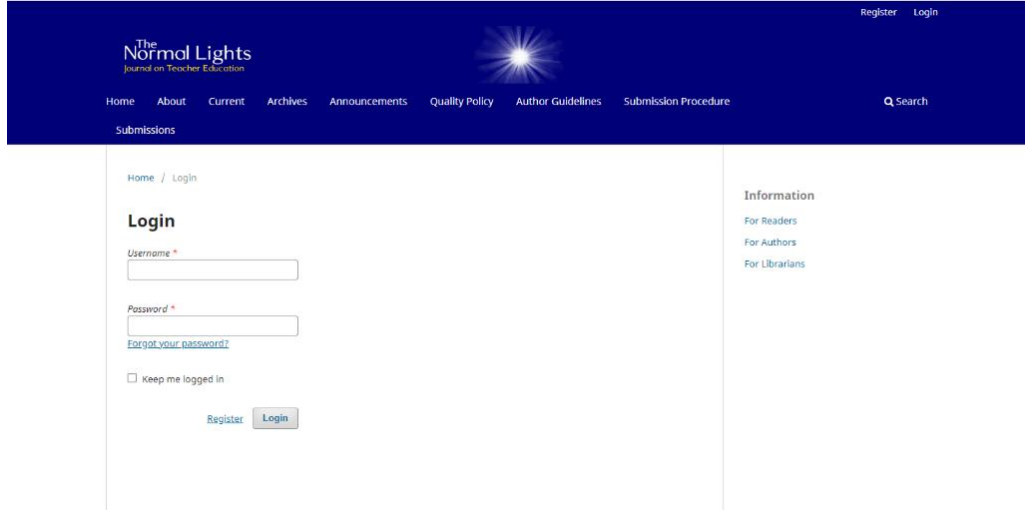 Register Login
The
Normal Lights
Journal on Teacher Education
Home About Current Archives Announcements Quality Policy Author Guidelines Submission Procedure Search
Submissions
Home / Login
Login
Username *
Password *
Forgot your password?
Keep me logged in
Register Login
Information
For Readers
For Authors
For Librarians